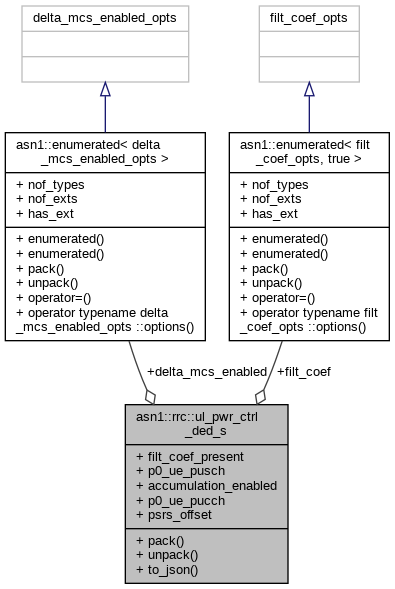 delta_mcs_enabled_opts
filt_coef_opts
asn1::enumerated< delta
_mcs_enabled_opts >
+ nof_types
+ nof_exts
+ has_ext
+ enumerated()
+ enumerated()
+ pack()
+ unpack()
+ operator=()
+ operator typename delta
_mcs_enabled_opts ::options()
asn1::enumerated< filt
_coef_opts, true >
+ nof_types
+ nof_exts
+ has_ext
+ enumerated()
+ enumerated()
+ pack()
+ unpack()
+ operator=()
+ operator typename filt
_coef_opts ::options()
+delta_mcs_enabled
+filt_coef
asn1::rrc::ul_pwr_ctrl
_ded_s
+ filt_coef_present
+ p0_ue_pusch
+ accumulation_enabled
+ p0_ue_pucch
+ psrs_offset
+ pack()
+ unpack()
+ to_json()